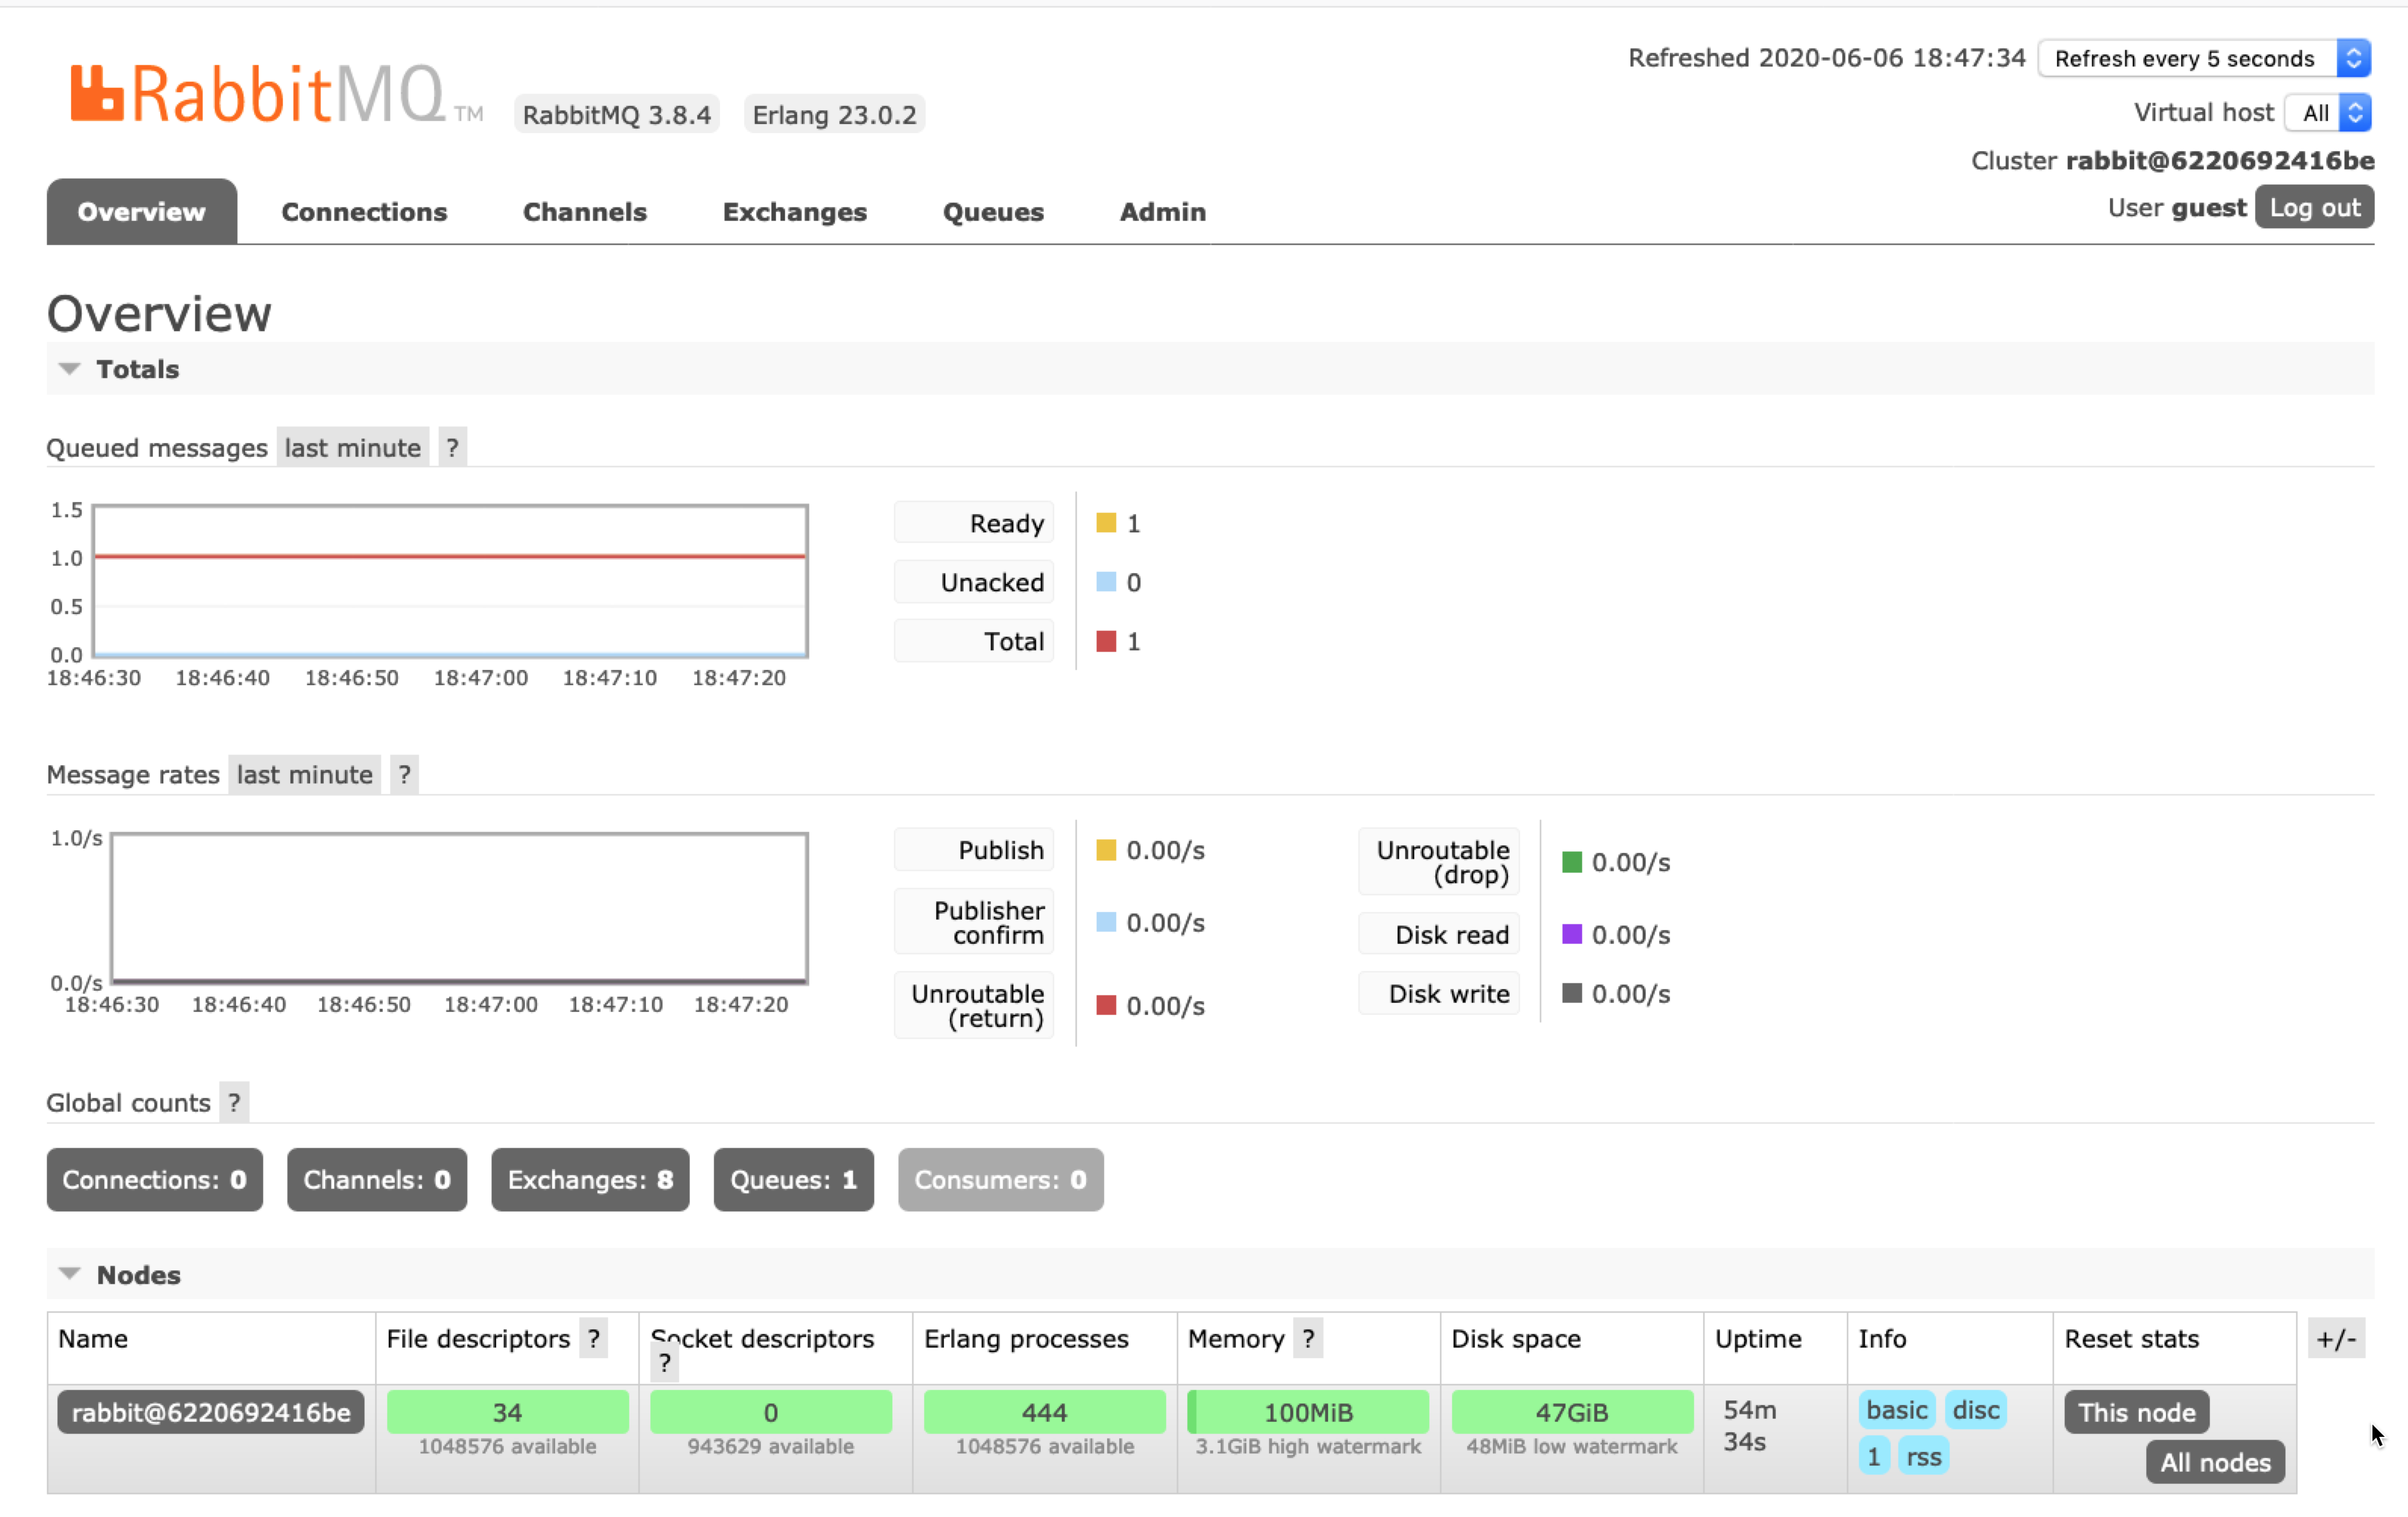 RabbitMQ TM
RabbitMQ 3.8.4
Erlang 23.0.2
Refreshed 2020-06-06 18:47:34
Refresh every 5 seconds
Virtual host All
Cluster rabbit@6220692416be
User guest Log out
Overview Connections Channels Exchanges Queues Admin
Overview
Totals
Queued messages last minute ?
1.5
1.0
0.5
0.0
18:46:30 18:46:40 18:46:50 18:47:00 18:47:10 18:47:20
Ready 1
Unacked 0
Total 1
Message rates last minute ?
1.0/s
0.0/s
18:46:30 18:46:40 18:46:50 18:47:00 18:47:10 18:47:20
Publish 0.00/s
Publisher
confirm 0.00/s
Unroutable
(return) 0.00/s
Unroutable
(drop) 0.00/s
Disk read 0.00/s
Disk write 0.00/s
Global counts ?
Connections: 0 Channels: 0 Exchanges: 8 Queues: 1 Consumers: 0
Nodes
Name File descriptors ? Socket descriptors ? Erlang processes Memory ? Disk space Uptime Info Reset stats +/-
rabbit@6220692416be 34 0 444 100MiB 47GiB 54m basic disc This node
1048576 available 943629 available 1048576 available 3.1GiB high watermark 48MiB low watermark 34s 1 rss All nodes